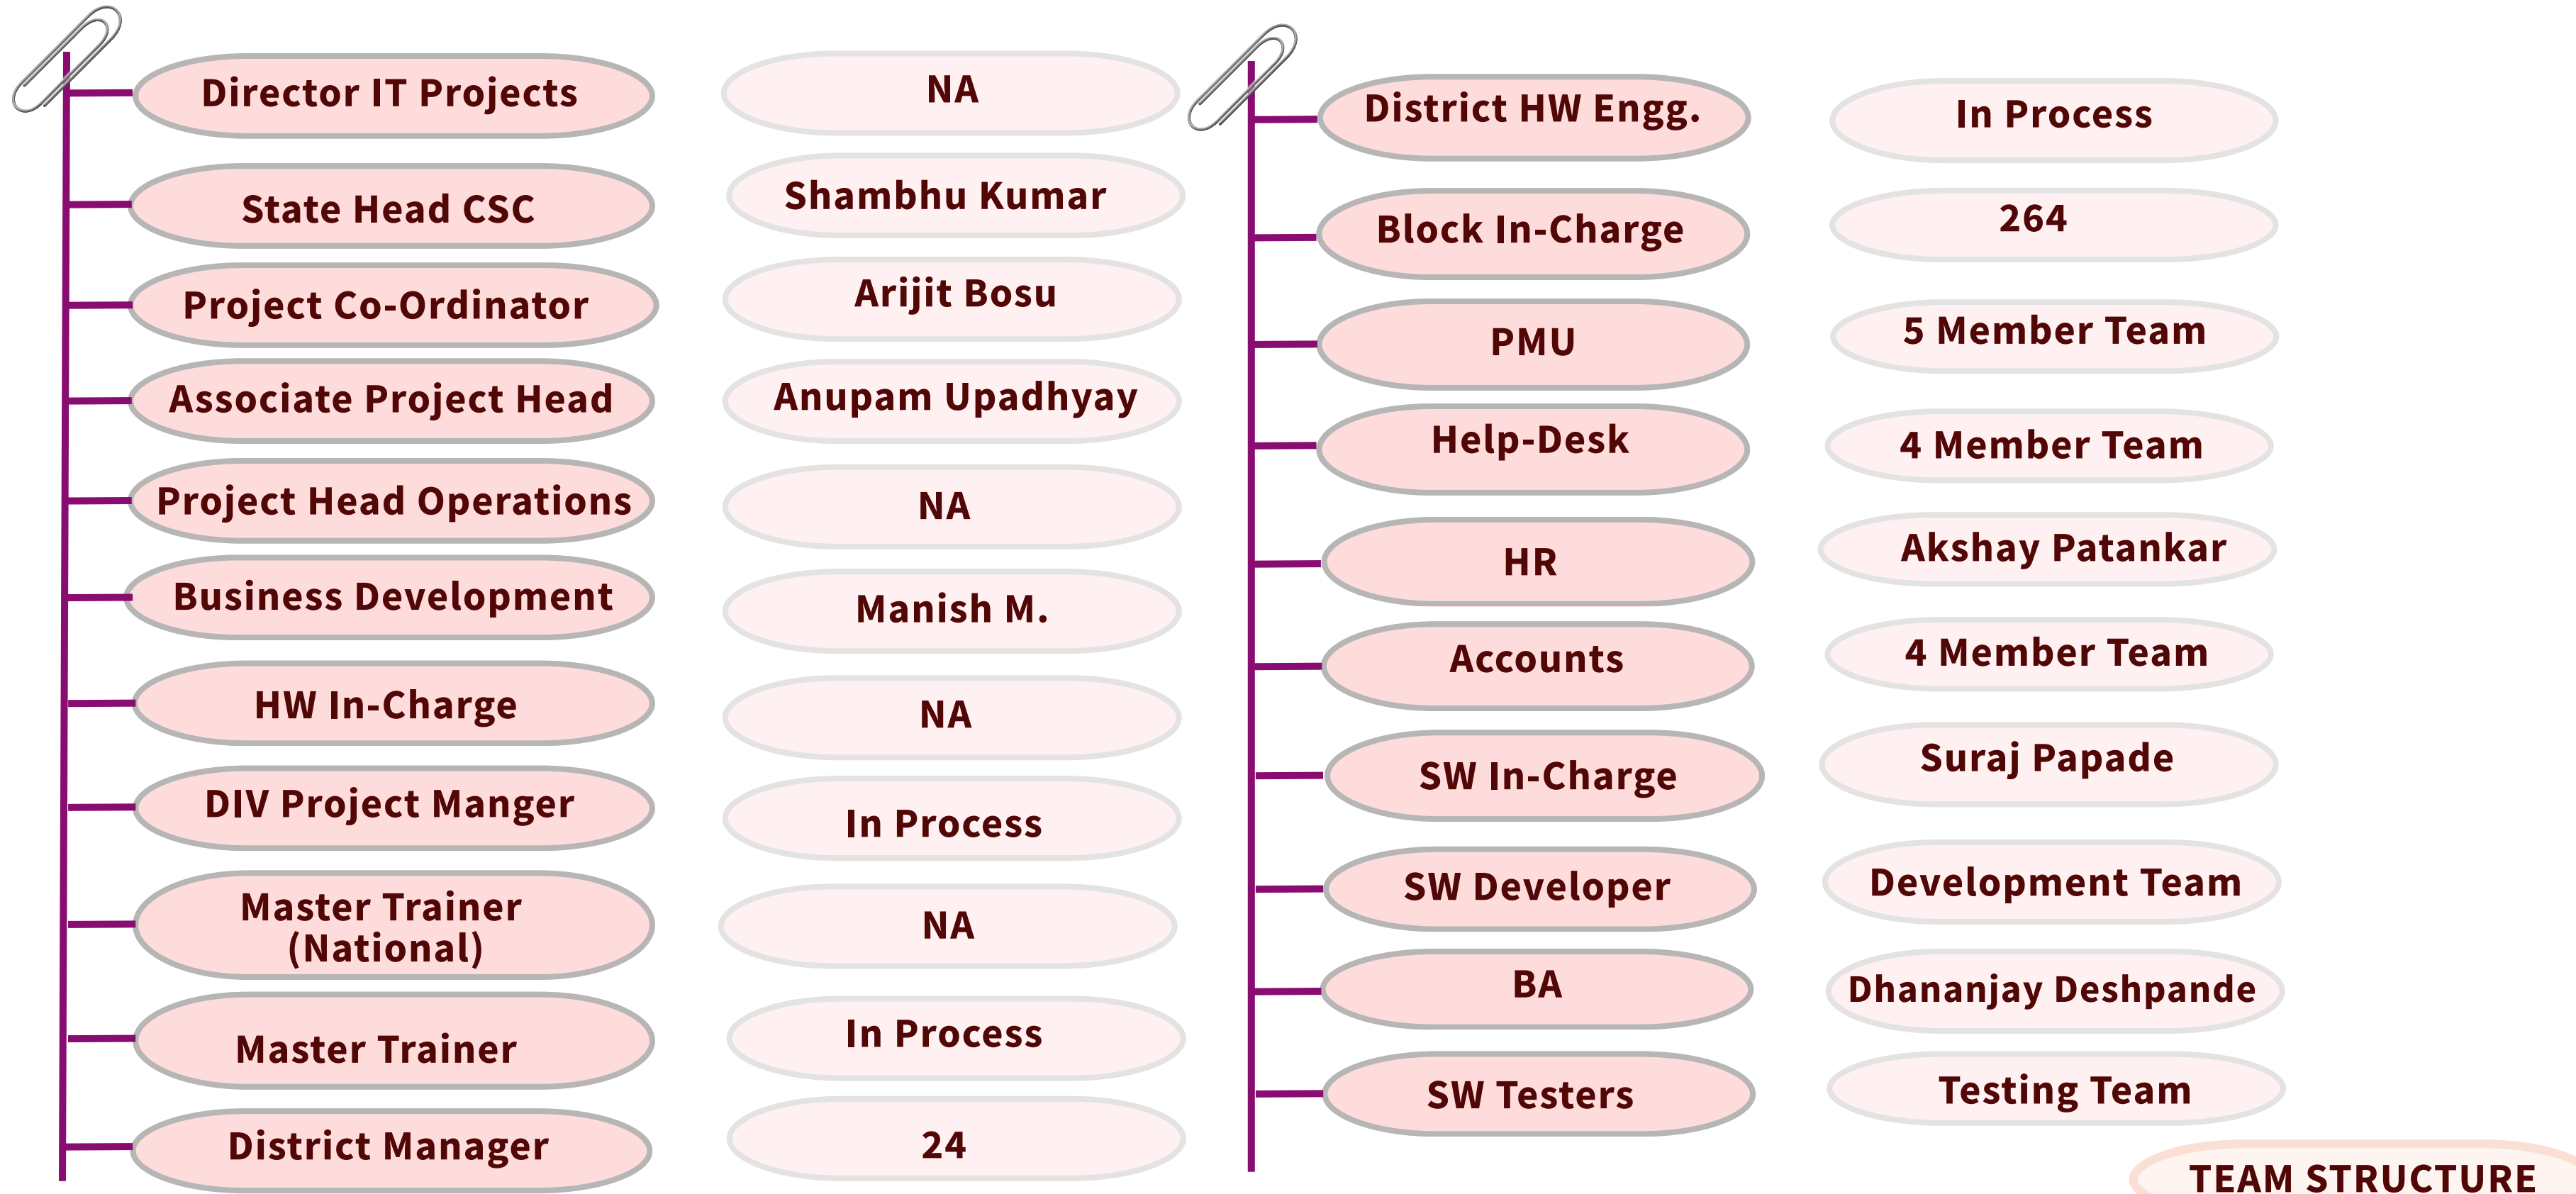 Director IT Projects
NA
State Head CSC
Shambhu Kumar
Project Co-Ordinator
Arijit Bosu
Associate Project Head
Anupam Upadhyay
Project Head Operations
NA
Business Development
Manish M.
HW In-Charge
NA
DIV Project Manger
In Process
Master Trainer
(National)
NA
Master Trainer
In Process
District Manager
24
District HW Engg.
In Process
Block In-Charge
264
PMU
5 Member Team
Help-Desk
4 Member Team
HR
Akshay Patankar
Accounts
4 Member Team
SW In-Charge
Suraj Papade
SW Developer
Development Team
BA
Dhananjay Deshpande
SW Testers
Testing Team
TEAM STRUCTURE